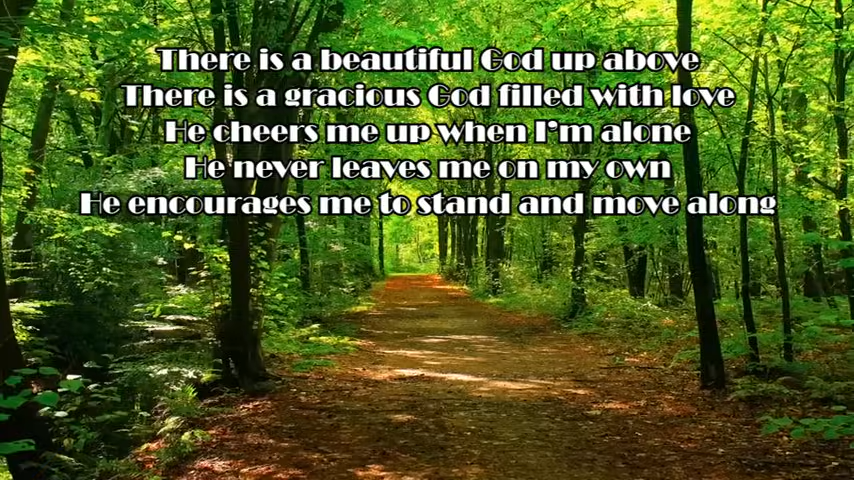 There is a beautiful God up above
There is a gracious God filled with love
He cheers me up when I'm alone
He never leaves me on my own
He encourages me to stand and move along